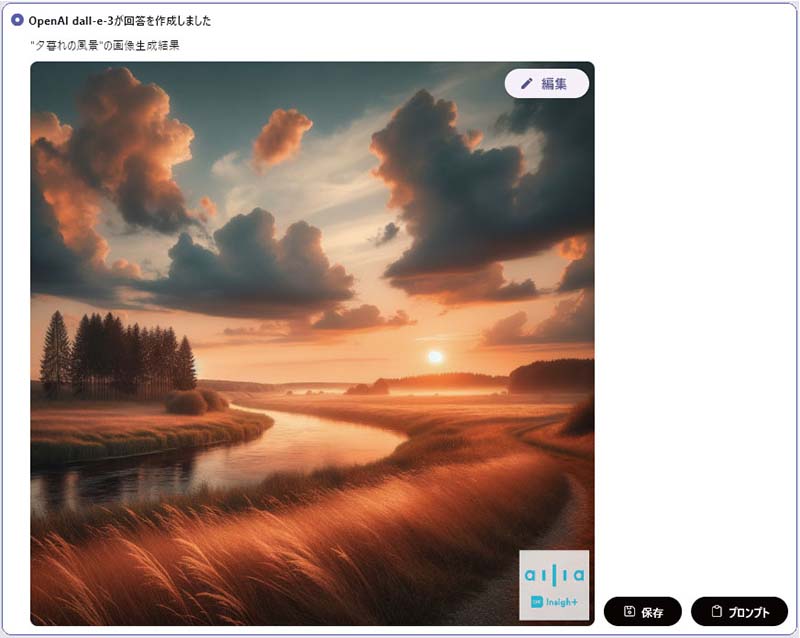 OpenAI dall-e-3が回答を作成しました
"夕暮れの風景"の画像生成結果
編集
ailia
Insigh+
保存
プロンプト